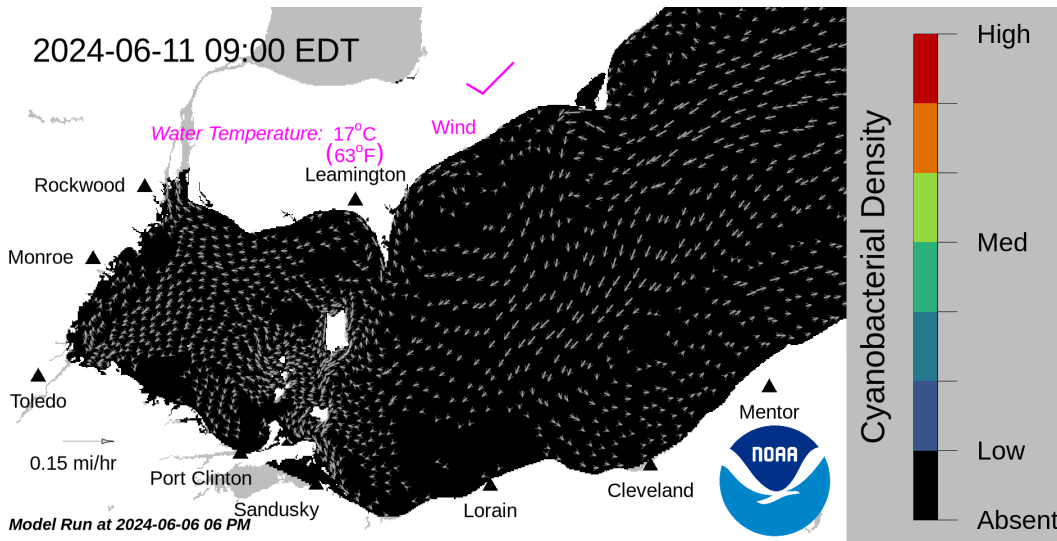 2024-06-11 09:00 EDT
Water Temperature: 17°C
(63°F)
Wind
Leamington
Rockwood
Monroe
Toledo
0.15 mi/hr
Port Clinton
Sandusky
Lorain
Cleveland
Mentor
NOAA
Model Run at 2024-06-06 06 PM
Cyanobacterial Density
High
Med
Low
Absent